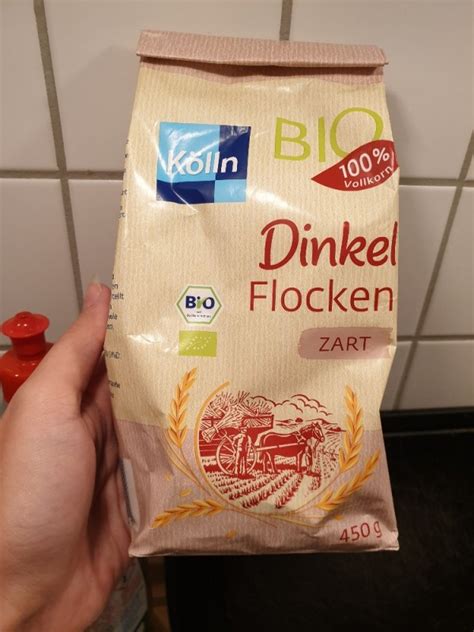 Kölln
BIO
100%
Vollkorn
Dinkel
Flocken
BIO
ZART
450g